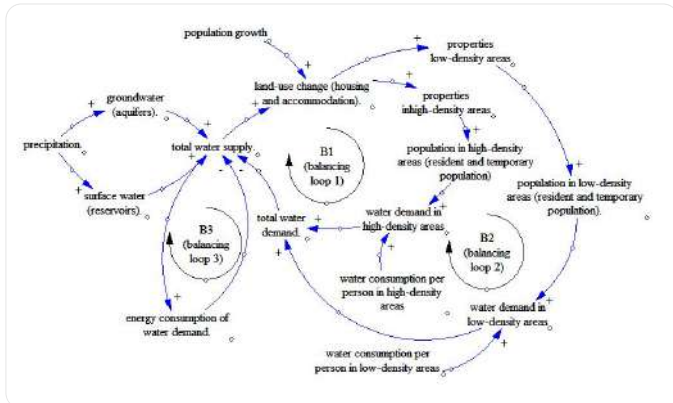 population growth
+
land-use change (housing
and accommodation).
+
properties
low-density areas
+
properties
inhigh-density areas
+
groundwater
(aquifers).
+
+
precipitation.
total water supply.
+
+
surface water
(reservoirs).
-
-
B1
(balancing
loop 1)
+
population in high-density
areas (resident and temporary
population)
+
population in low-density
areas (resident and temporary
population).
+
water demand in
high-density areas
+
+
total water
demand.
+
B2
(balancing
loop 2)
B3
(balancing
loop 3)
water consumption per
person in high-density
areas
+
energy consumption of
water demand.
+
water demand in
low-density areas
+
water consumption per
person in low-density areas